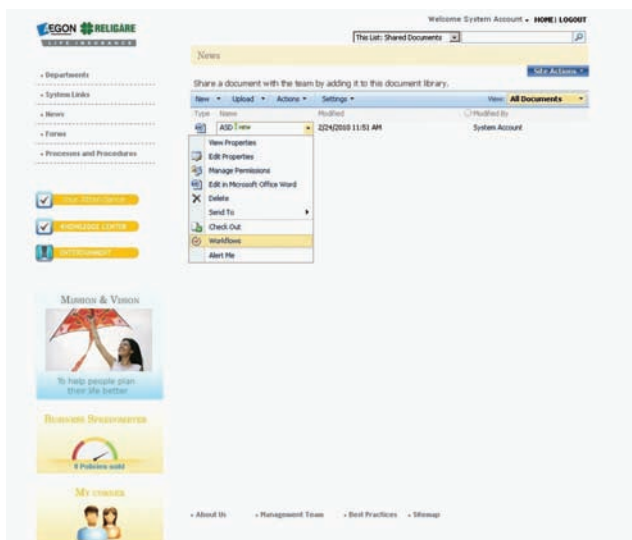 Welcome System Account HOME | LOGOUT
EGON RELIGARE
LIFE INSURANCE
This List: Shared Documents
News
Site Actions
Departments
Share a document with the team by adding it to this document library.
System Links
New Upload Actions Settings View: All Documents
News
Type Name Modified Modified By
ASD new 2/24/2010 11:51 AM System Account
Forms
View Properties
Processes and Procedures
Edit Properties
Manage Permissions
Edit in Microsoft Office Word
Delete
Send To
KNOWLEDGE CENTER
Check Out
Workflows
ENTERTAINMENT
Alert Me
MISSION & VISION
To help people plan
their life better
BUSINESS SPEEDOMETER
0 Policies sold
MY CORNER
About Us Management Team Best Practices Sitemap